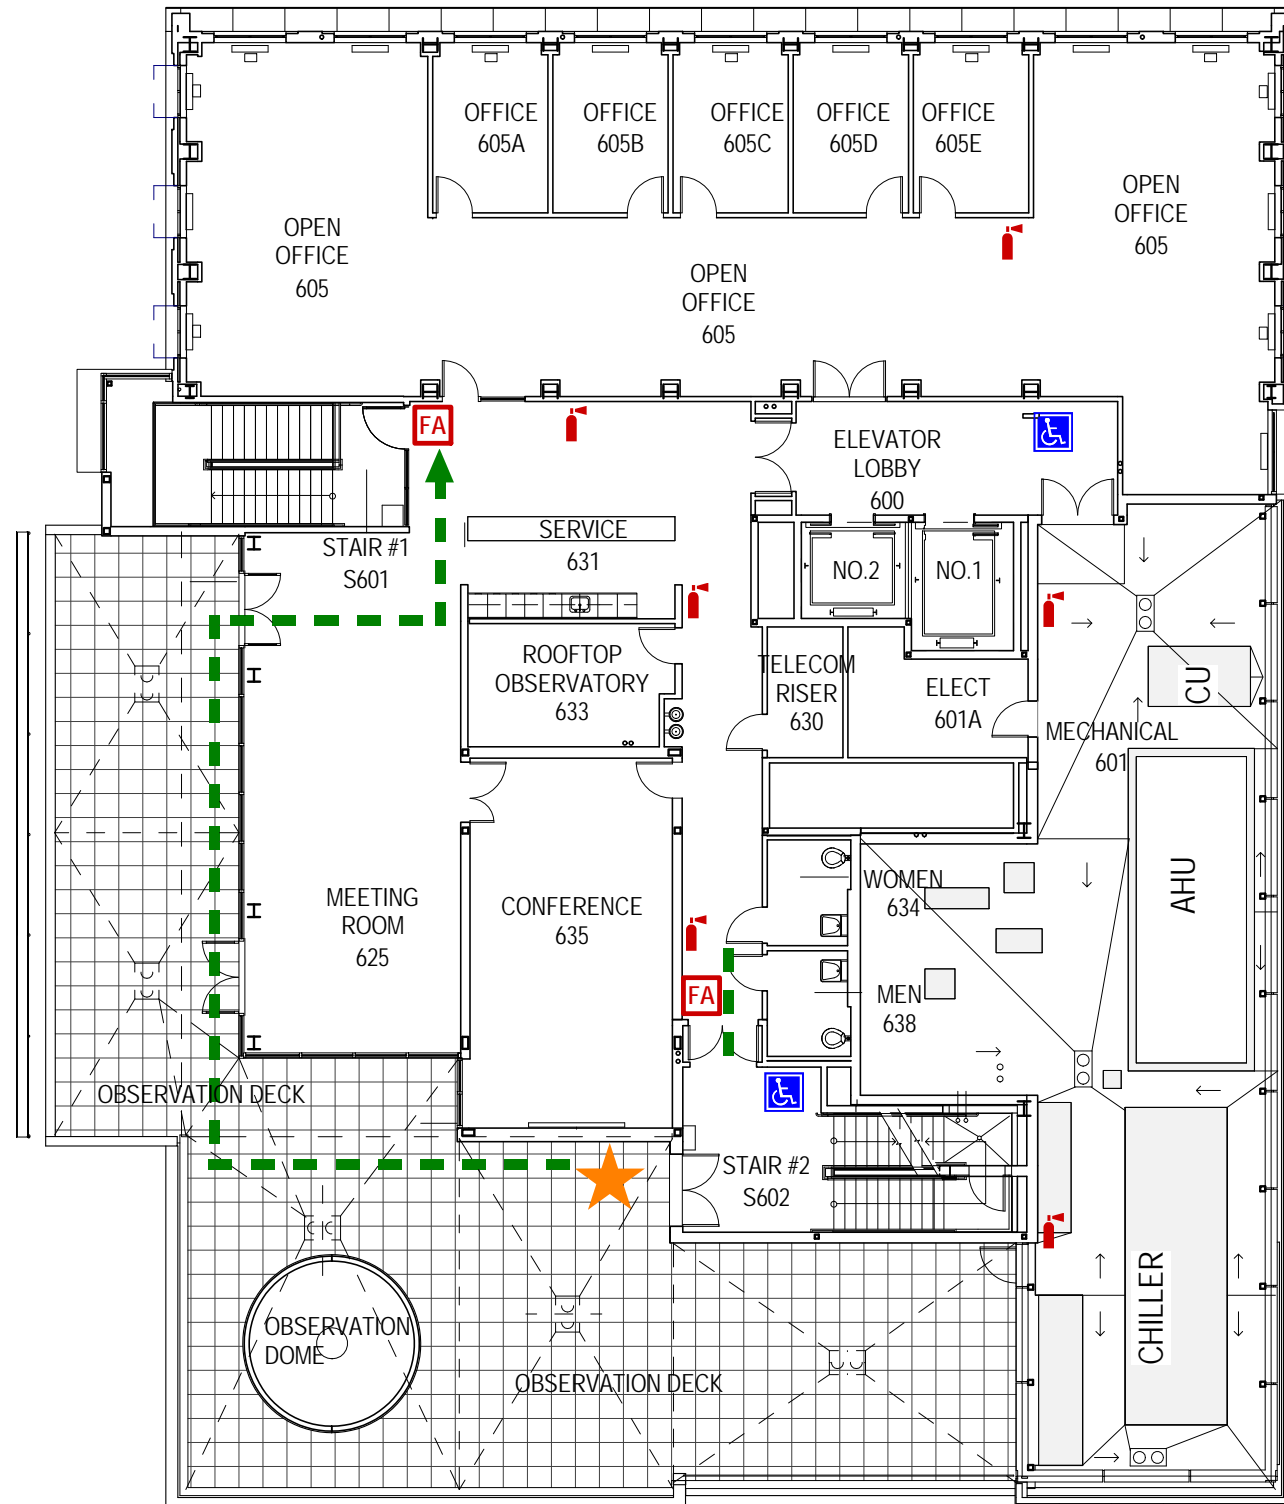 OFFICE
605A
OFFICE
605B
OFFICE
605C
OFFICE
605D
OFFICE
605E
OPEN
OFFICE
605
OPEN
OFFICE
605
OPEN
OFFICE
605
FA
ELEVATOR
LOBBY
600
STAIR #1
S601
SERVICE
631
NO.2
NO.1
ROOFTOP
OBSERVATORY
633
TELECOM
RISER
630
ELECT
601A
CU
MECHANICAL
601
AHU
MEETING
ROOM
625
CONFERENCE
635
WOMEN
634
FA
MEN
638
OBSERVATION DECK
STAIR #2
S602
OBSERVATION
DOME
OBSERVATION DECK
CHILLER